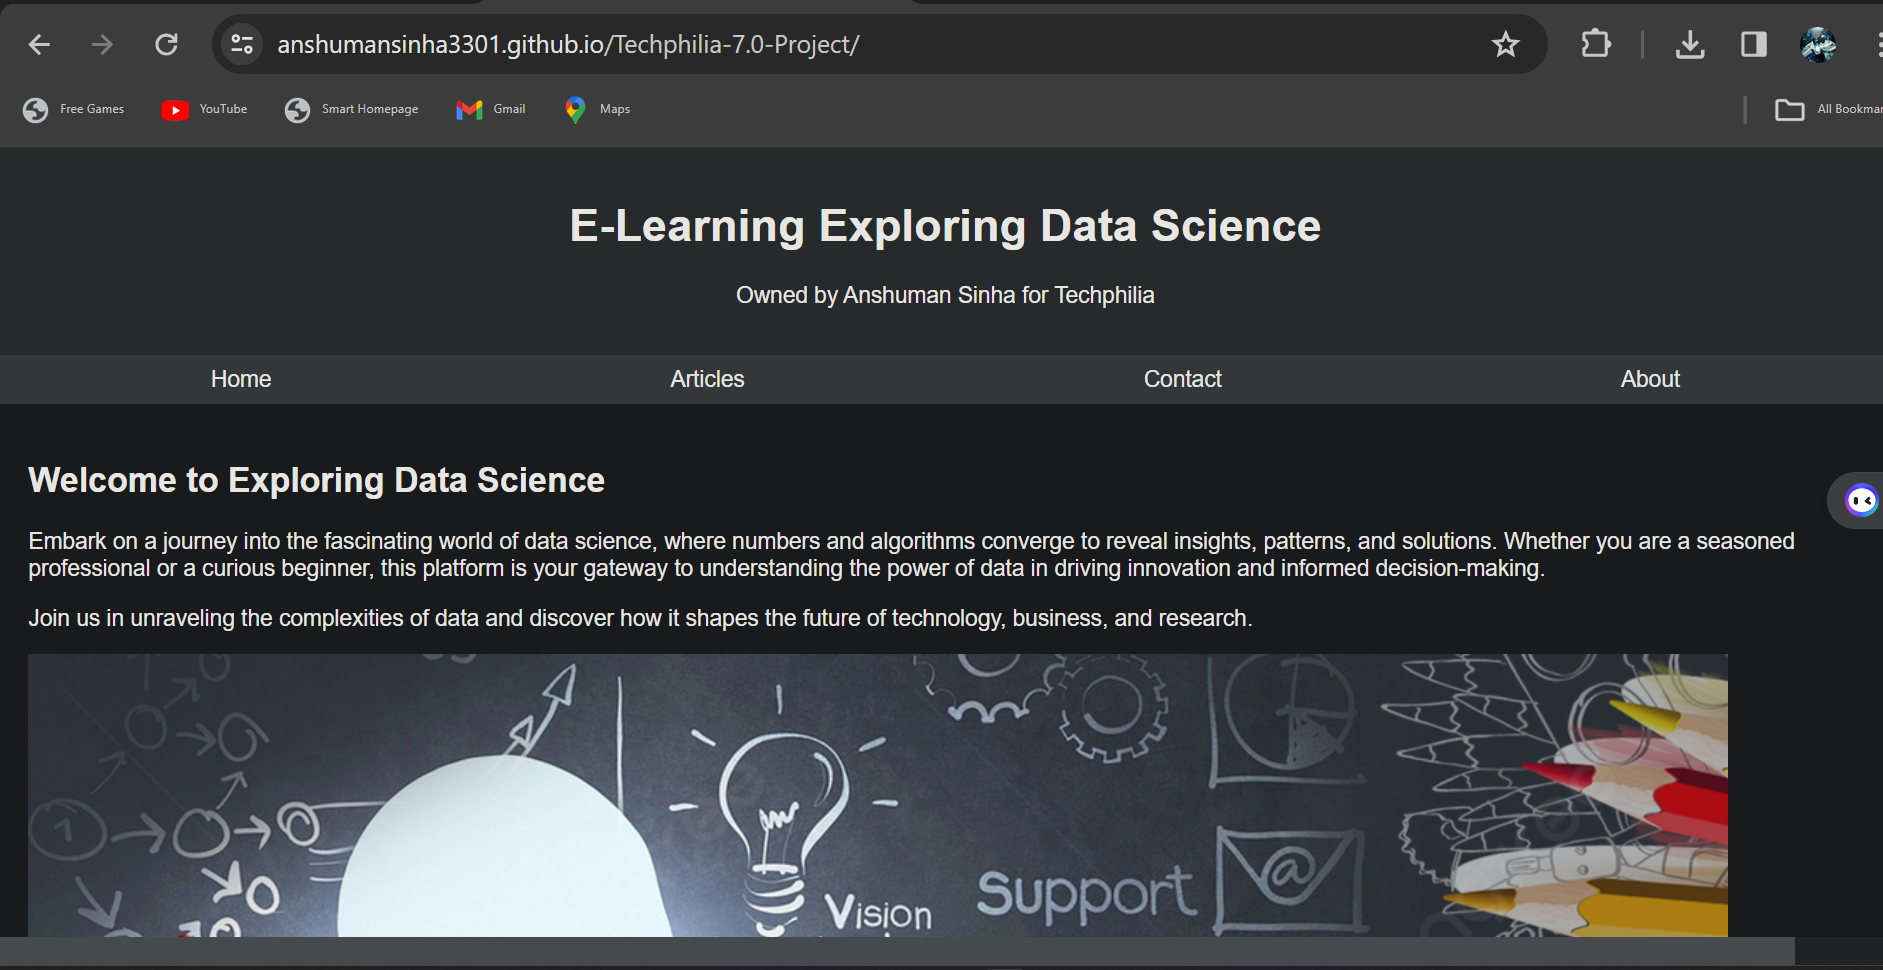 anshumansinha3301.github.io/Techphilia-7.0-Project/
Free Games YouTube Smart Homepage Gmail Maps All Bookmar
E-Learning Exploring Data Science
Owned by Anshuman Sinha for Techphilia
Home Articles Contact About
Welcome to Exploring Data Science
Embark on a journey into the fascinating world of data science, where numbers and algorithms converge to reveal insights, patterns, and solutions. Whether you are a seasoned
professional or a curious beginner, this platform is your gateway to understanding the power of data in driving innovation and informed decision-making.
Join us in unraveling the complexities of data and discover how it shapes the future of technology, business, and research.
1
@
Support
Vision